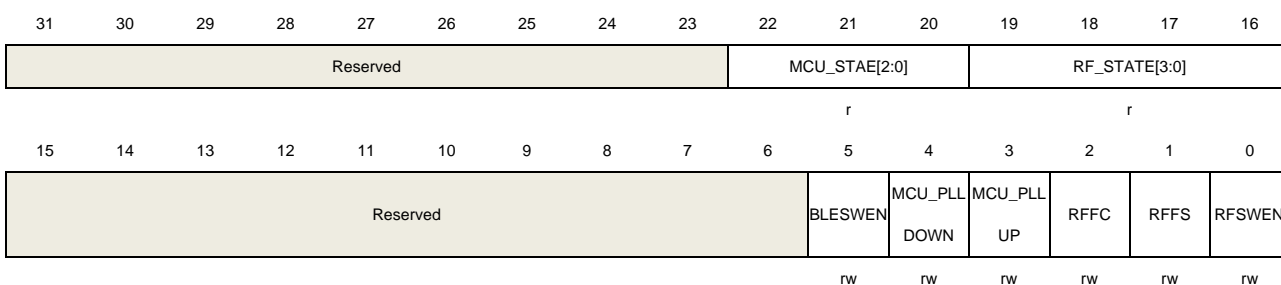 31 30 29 28 27 26 25 24 23 22 21 20 19 18 17 16
Reserved MCU_STAE[2:0] RF_STATE[3:0]
r r
15 14 13 12 11 10 9 8 7 6 5 4 3 2 1 0
Reserved BLESWEN MCU_PLL DOWN MCU_PLL UP RFFC RFFS RFSWEN
rw rw rw rw rw rw